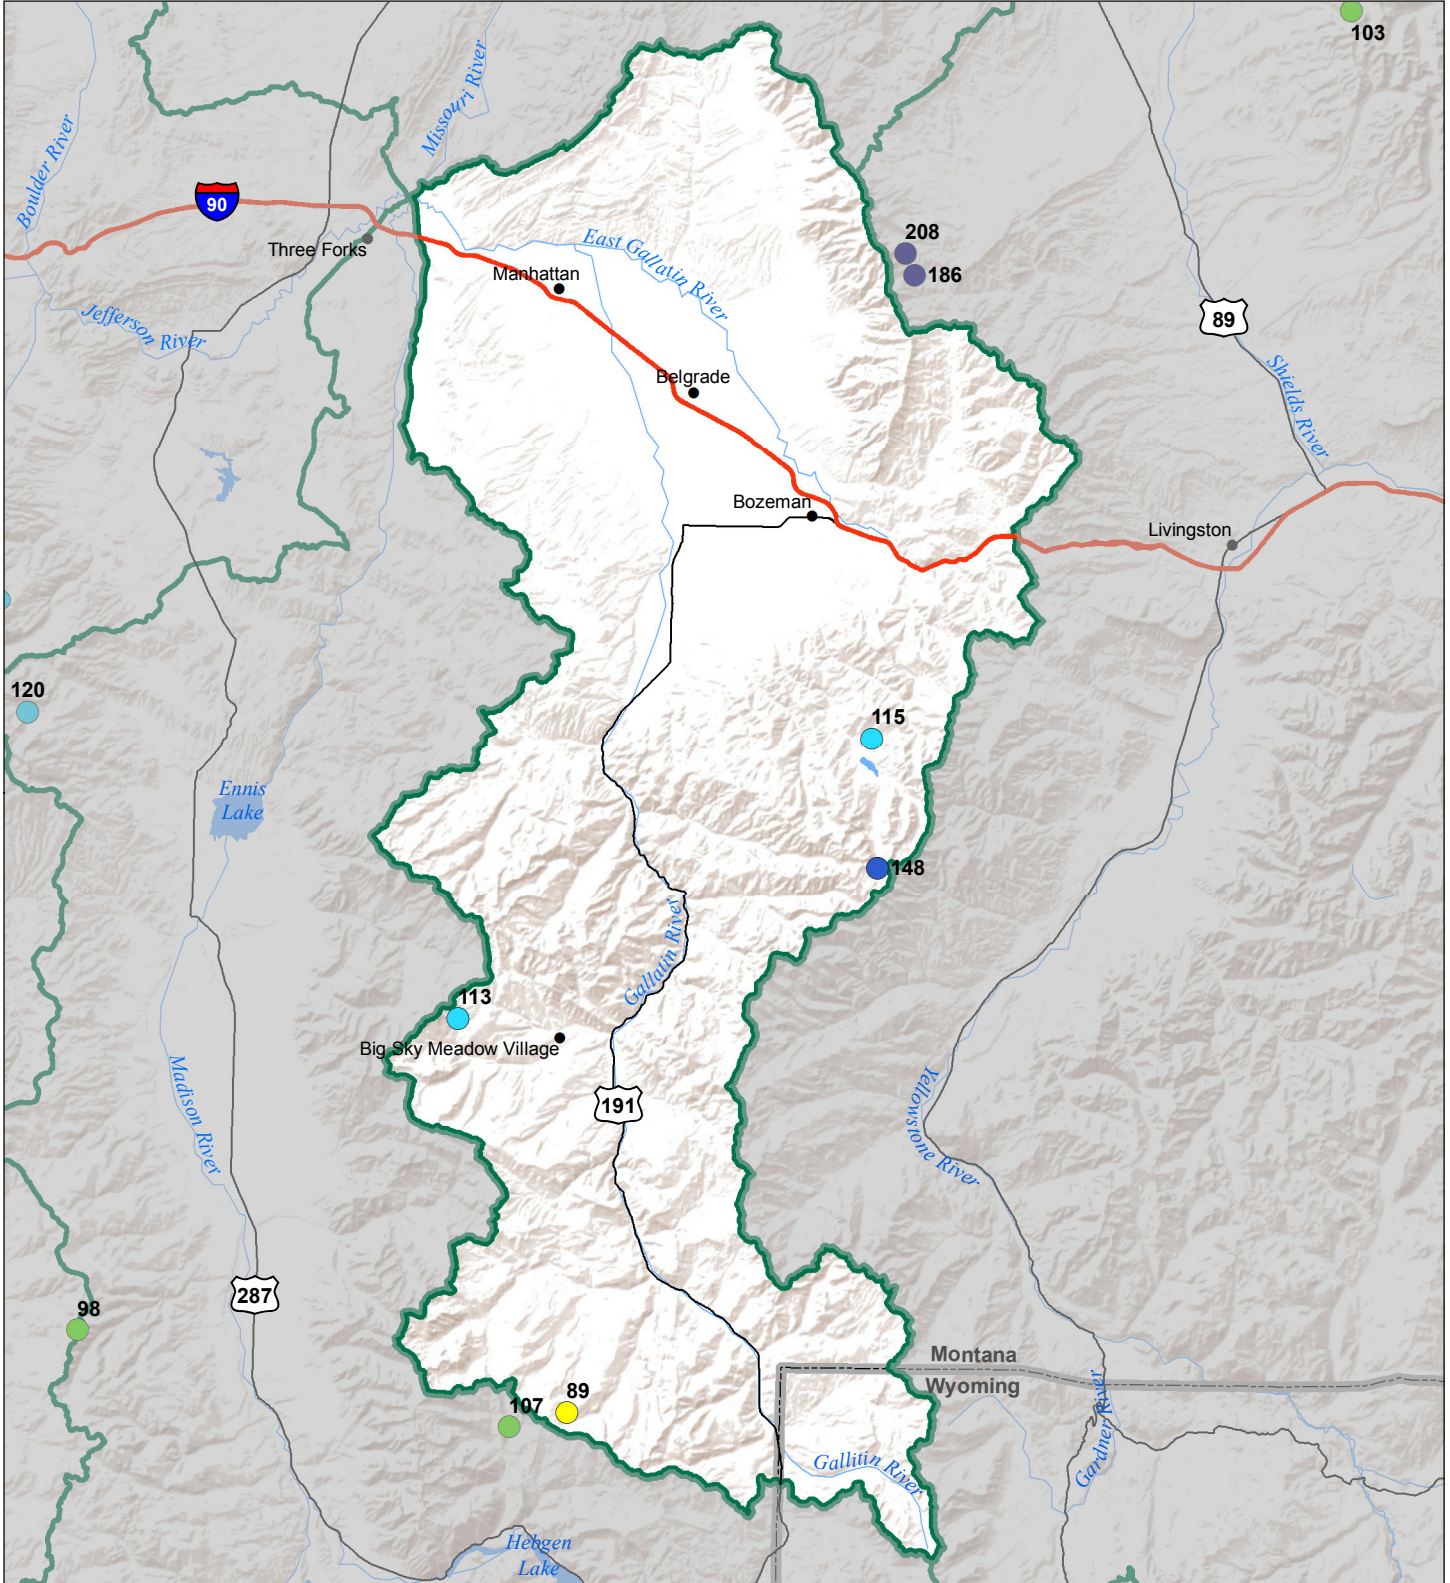 103
Missouri River
Boulder River
90
208
East Gallatin River
Three Forks
Manhattan
186
Jefferson River
89
Belgrade
Shields River
Bozeman
Livingston
120
115
Ennis
Lake
148
Gallatin River
113
Big Sky Meadow Village
Madison River
191
Yellowstone River
287
98
Montana
Wyoming
89
107
Gardner River
Gallitin River
Hebgen
Lake